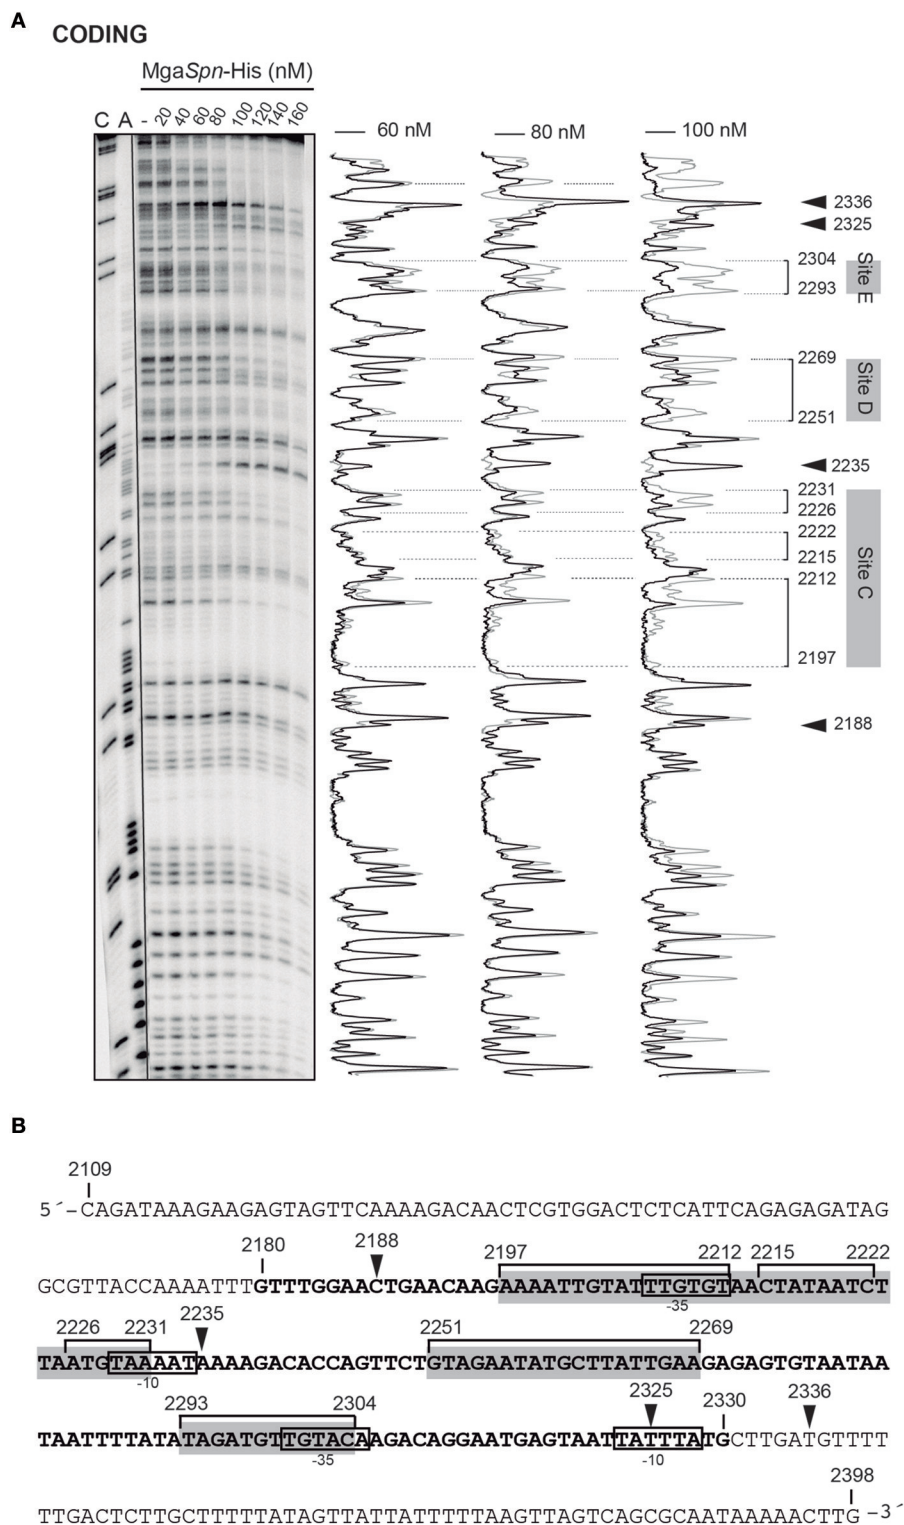 A
CODING
MgaSpn-His (nM)
C A - 20 40 60 80 100 120 140 160
60 nM 80 nM 100 nM
2336
2325
2304
2293
Site E
2269
2251
Site D
2235
2231
2226
2222
2215
2212
2197
Site C
2188
B
2109
5´–CAGATAAAGAAGAGTAGTTCAAAAGACAACTCGTGGACTCTCATTCAGAGAGATAG
2180 2188 2197 2212 2215 2222
GCGTTACCAAAATTTGTTTGGAACTGAACAAGAAAATTGTATTTGTGTAACTATAATCT
-35
2226 2231 2235 2251 2269
TAATGTAAAATAAAAGACACCAGTTCTGTAGAATATGCTTATTGAAGAGAGTGTAATAA
-10
2293 2304 2325 2330 2336
TAATTTTATATAGATGTTGTACAAGACAGGAATGAGTAATTATTTATGCTTGATGTTTT
-35 -10
2398
TTGACTCTTGCTTTTTATAGTTATTATTTTTAAGTTAGTCAGCGCAATAAAAACTTG–3´